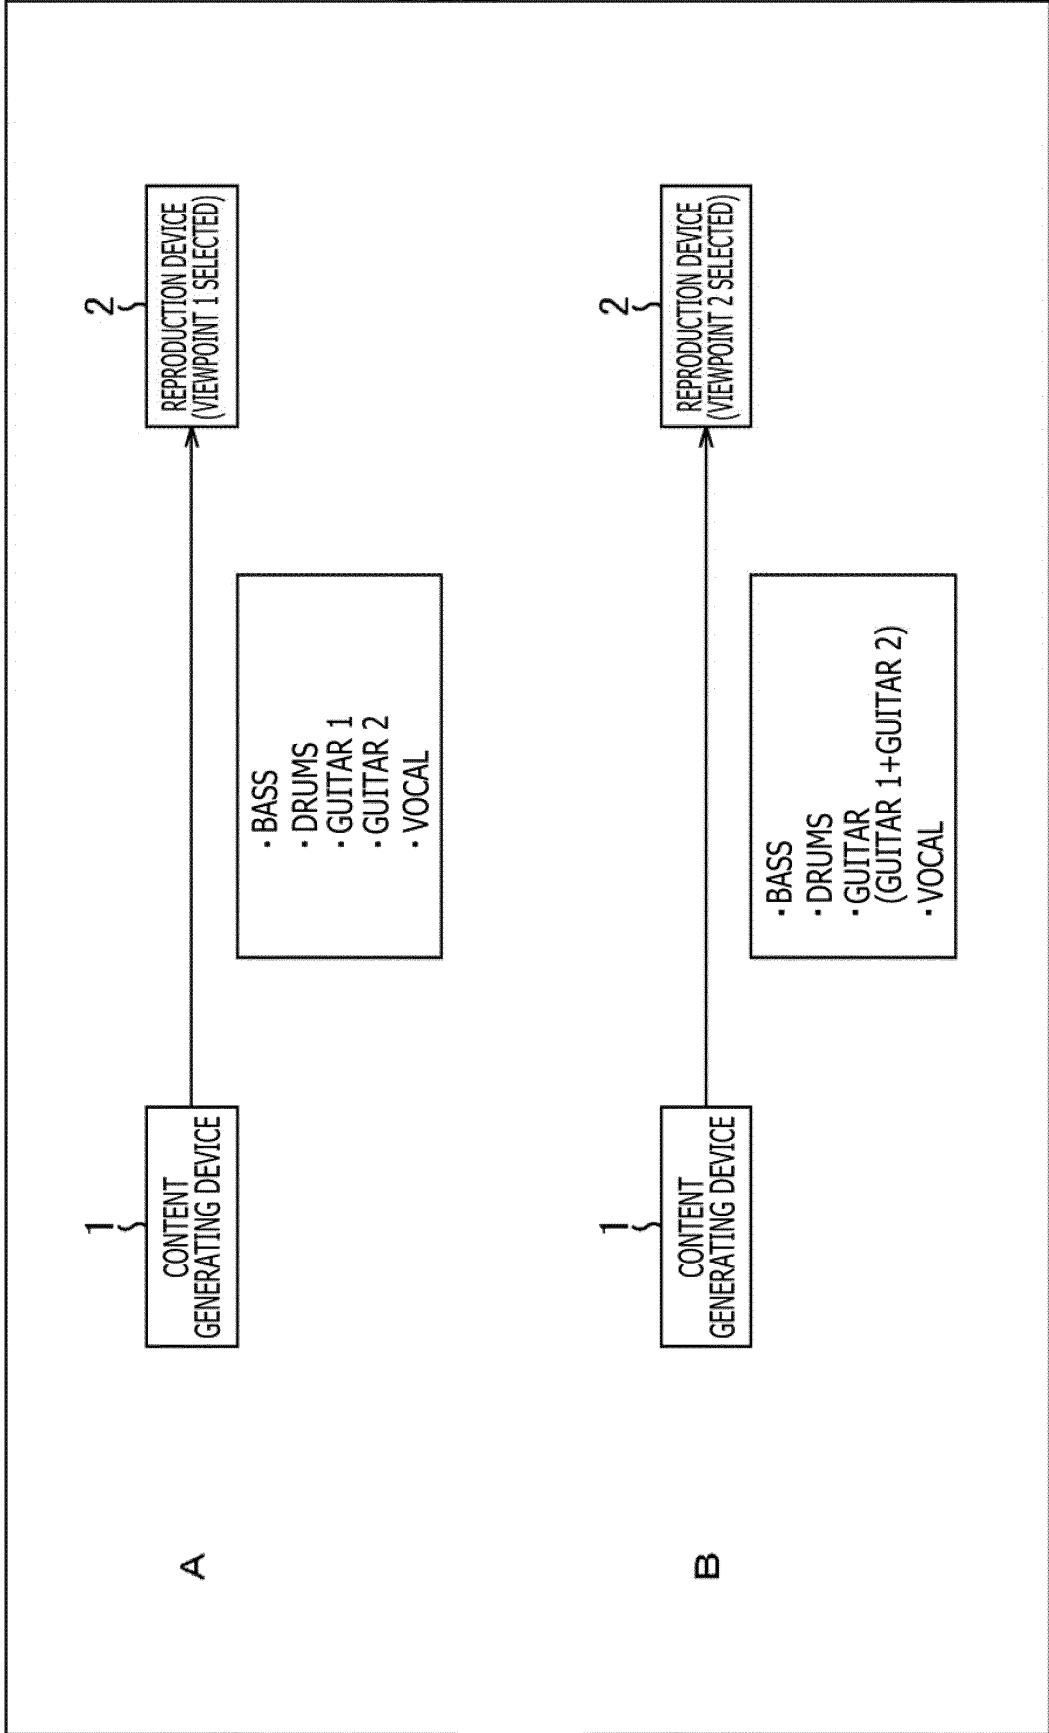 A
1
CONTENT
GENERATING DEVICE
2
REPRODUCTION DEVICE
(VIEWPOINT 1 SELECTED)
・BASS
・DRUMS
・GUITAR 1
・GUITAR 2
・VOCAL
B
1
CONTENT
GENERATING DEVICE
2
REPRODUCTION DEVICE
(VIEWPOINT 2 SELECTED)
・BASS
・DRUMS
・GUITAR
(GUITAR 1+GUITAR 2)
・VOCAL